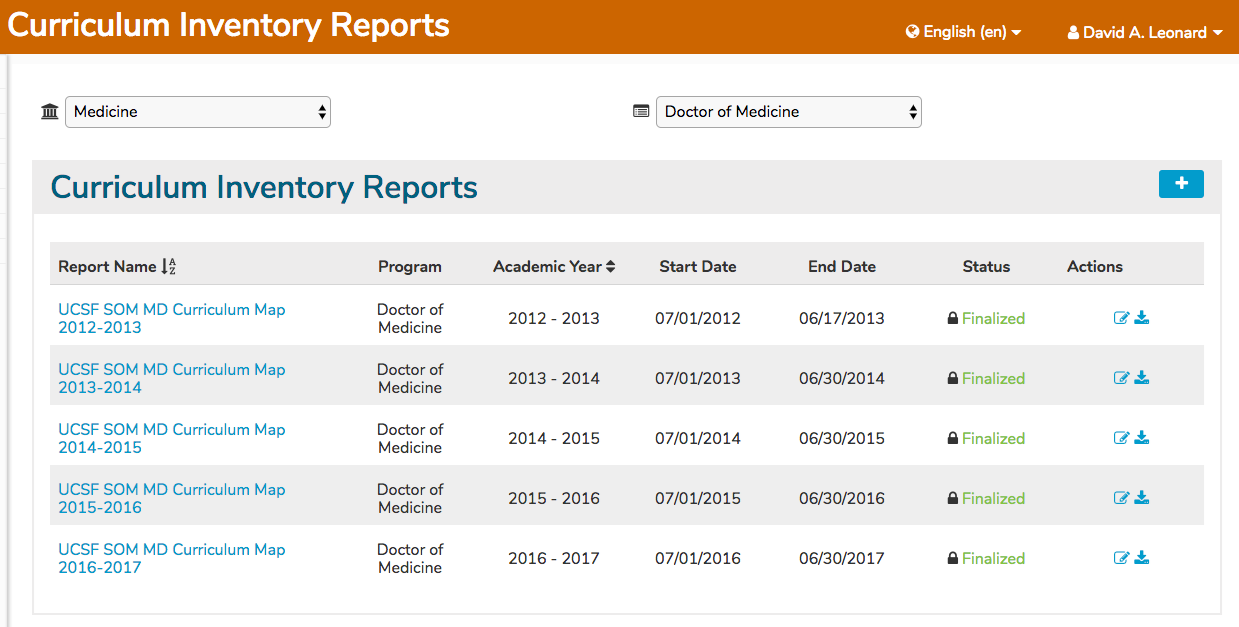 Curriculum Inventory Reports
English (en)
David A. Leonard
Medicine
Doctor of Medicine
Curriculum Inventory Reports
+
Report Name Program Academic Year Start Date End Date Status Actions
UCSF SOM MD Curriculum Map
2012-2013
Doctor of
Medicine
2012 - 2013 07/01/2012 06/17/2013 Finalized
UCSF SOM MD Curriculum Map
2013-2014
Doctor of
Medicine
2013 - 2014 07/01/2013 06/30/2014 Finalized
UCSF SOM MD Curriculum Map
2014-2015
Doctor of
Medicine
2014 - 2015 07/01/2014 06/30/2015 Finalized
UCSF SOM MD Curriculum Map
2015-2016
Doctor of
Medicine
2015 - 2016 07/01/2015 06/30/2016 Finalized
UCSF SOM MD Curriculum Map
2016-2017
Doctor of
Medicine
2016 - 2017 07/01/2016 06/30/2017 Finalized